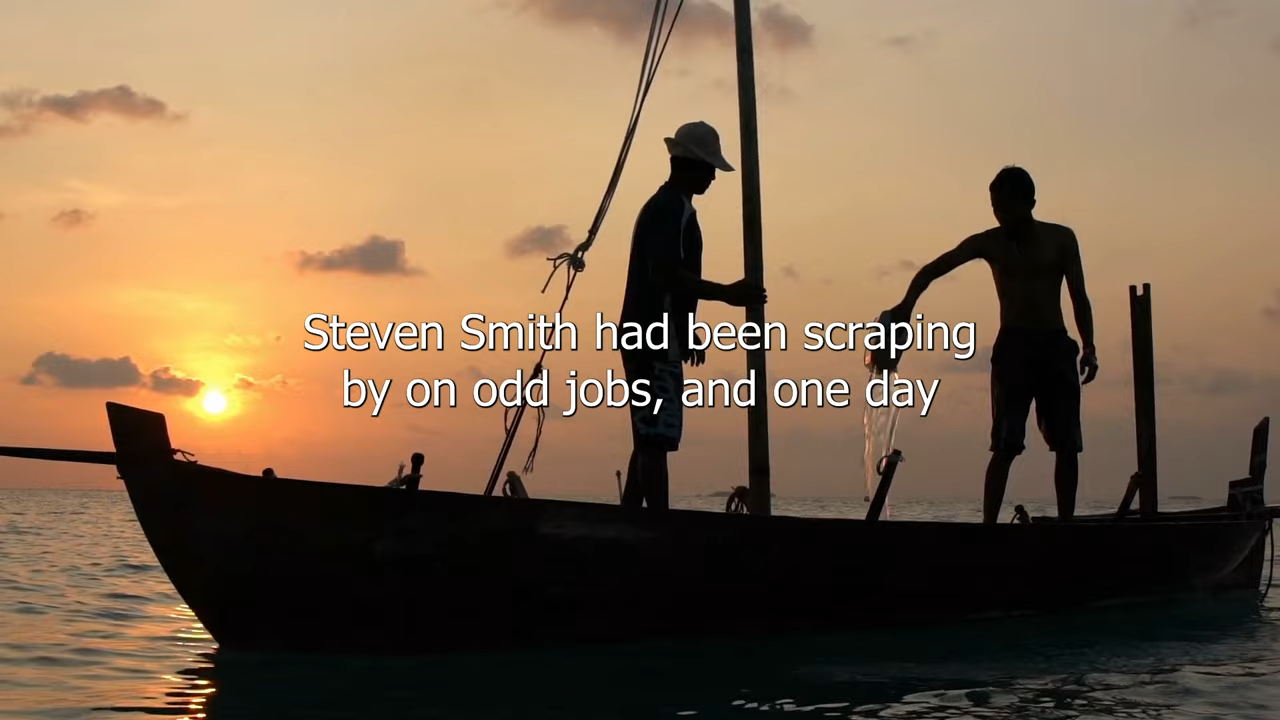 Steven Smith had been scraping
by on odd jobs, and one day